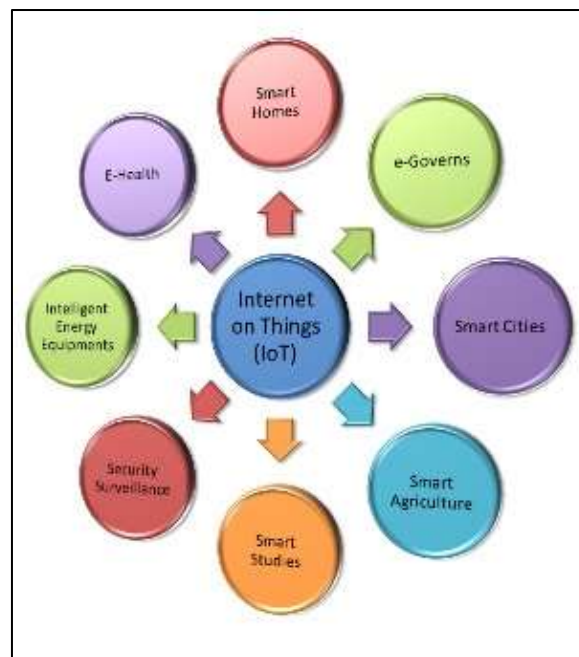 Smart
Homes
E-Health
e-Governs
Intelligent
Energy
Equipments
Internet
on Things
(IoT)
Smart Cities
Security
Surveillance
Smart
Agriculture
Smart
Studies